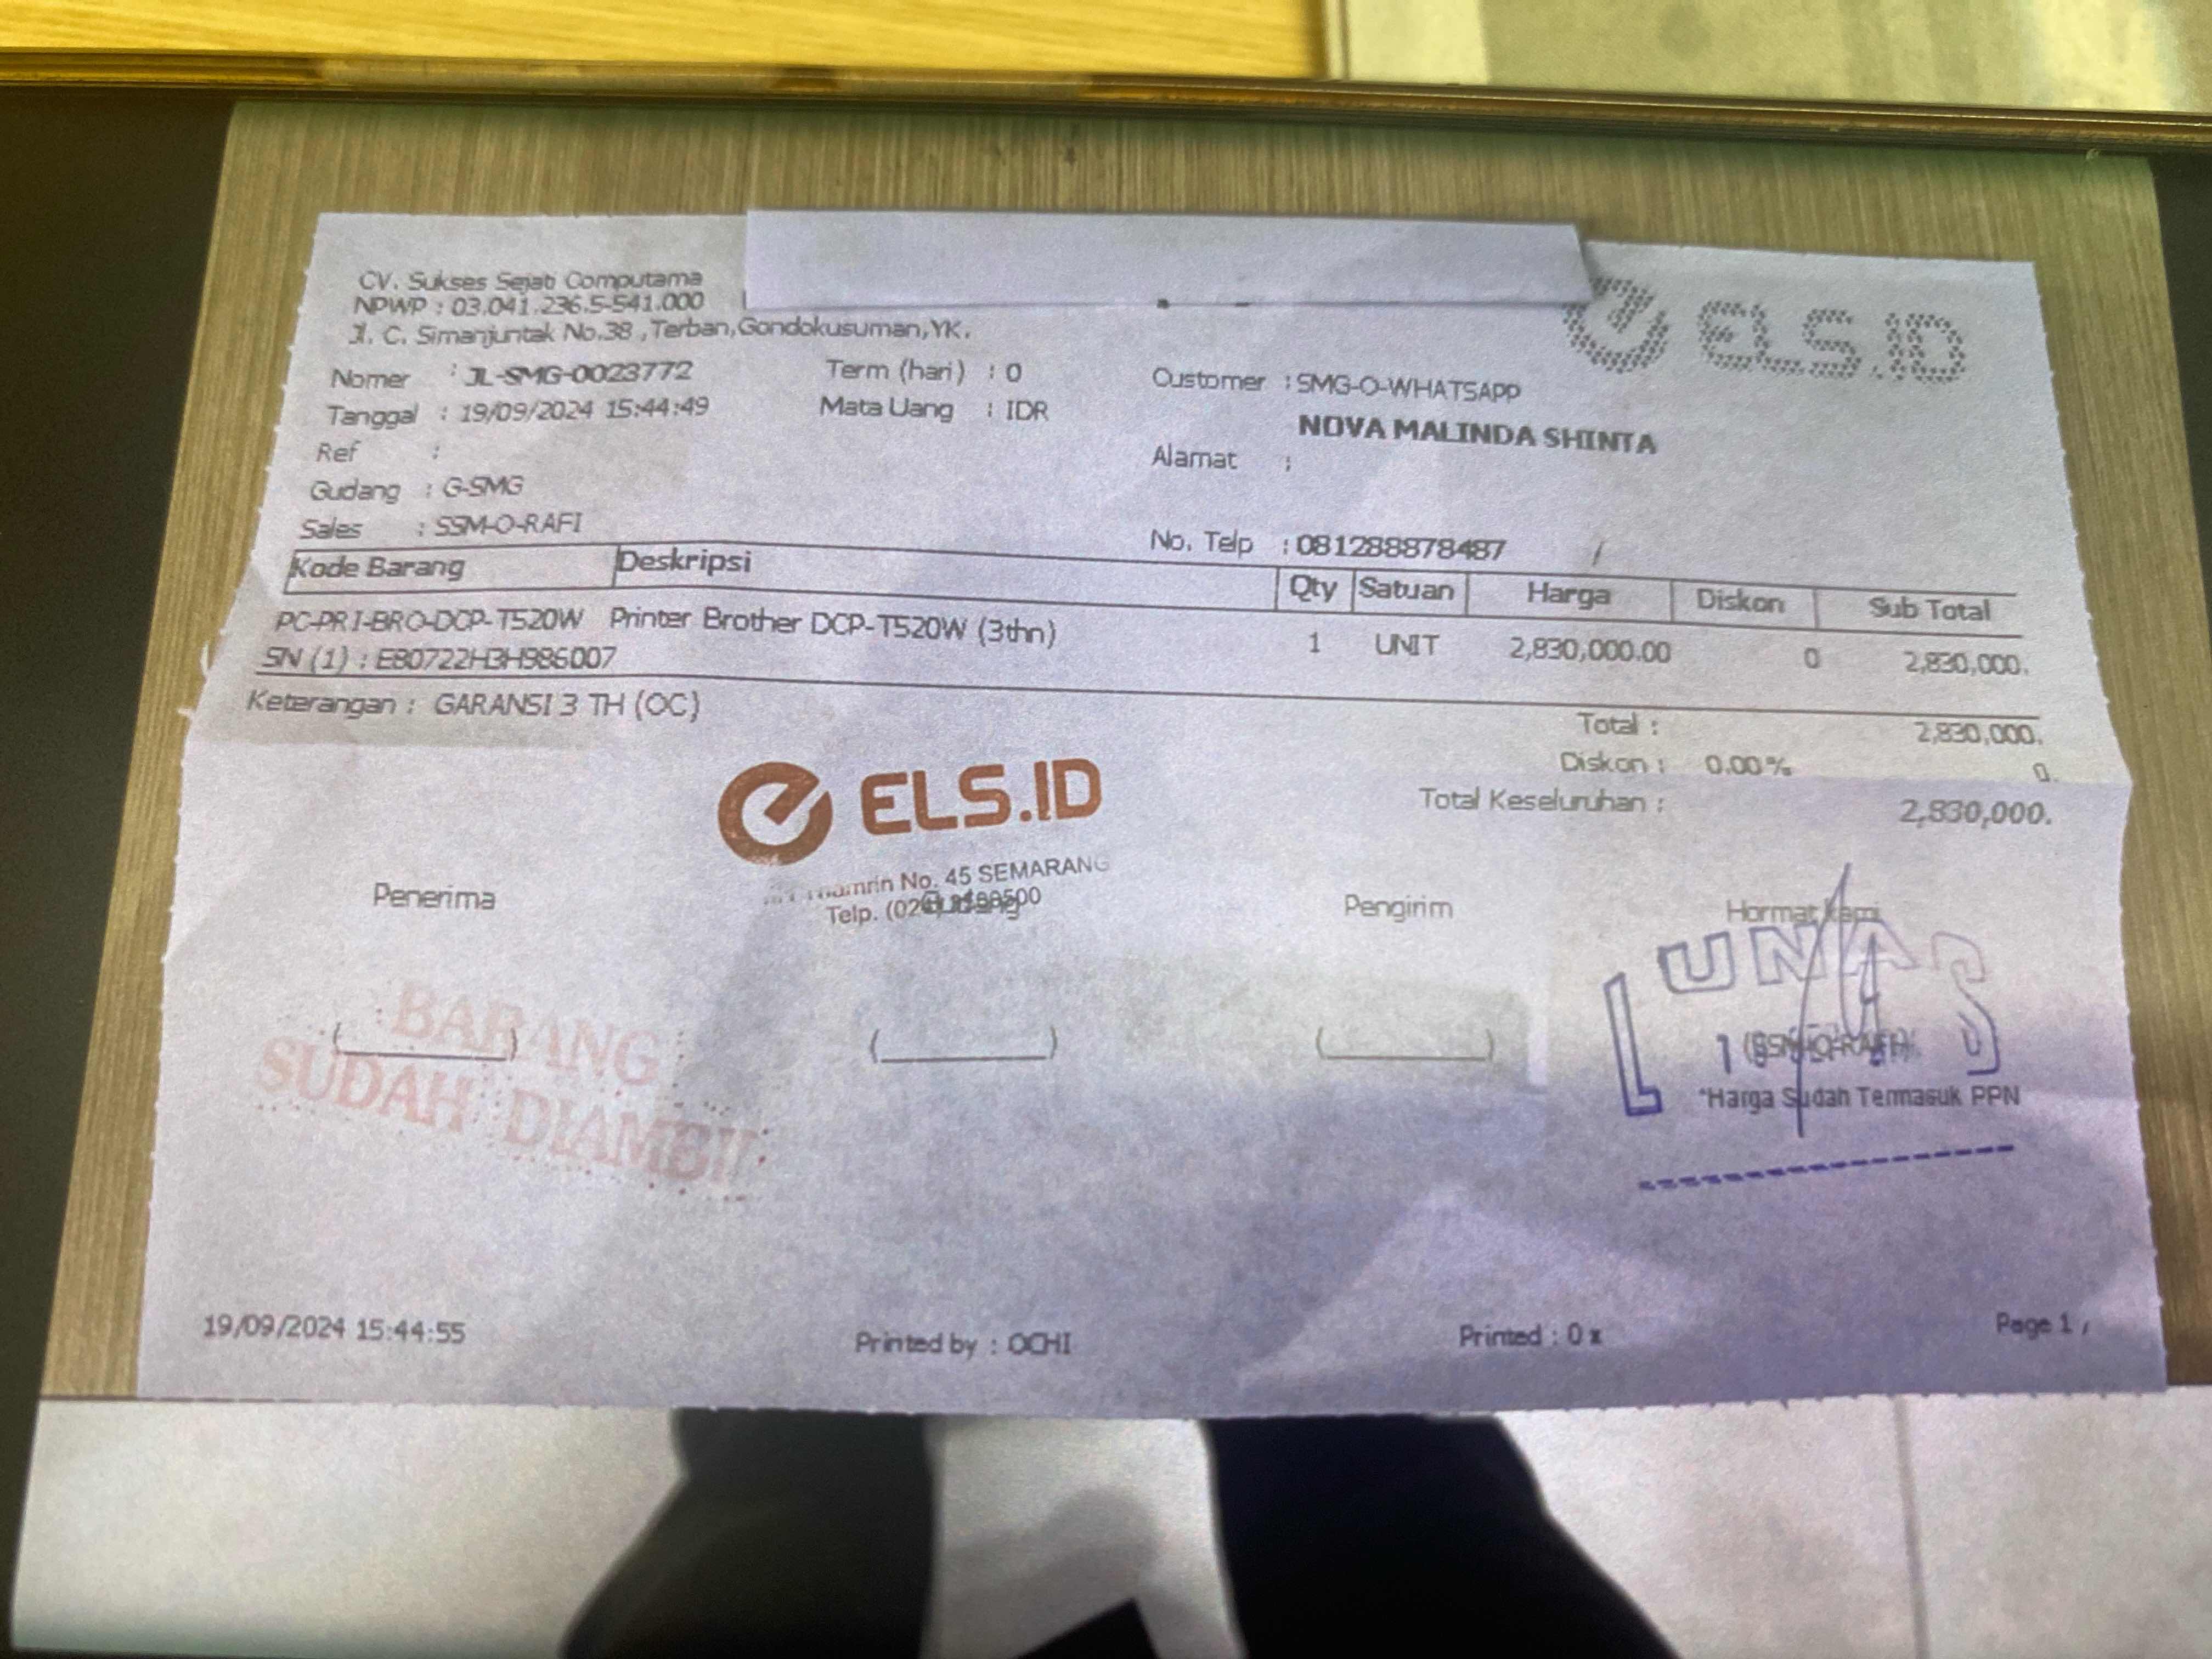 CV. Sukses Sejati Computama
NPWP : 03.041.236.5-541.000
Jl. C. Simanjuntak No.38 ,Terban,Gondokusuman,YK.
ELS.ID
Nomer : JL-SMG-0023772
Term (hari) : 0
Customer : SMG-O-WHATSAPP
Tanggal : 19/09/2024 15:44:49
Mata Uang : IDR
NOVA MALINDA SHINTA
Ref :
Alamat :
Gudang : G-SMG
Sales : SSM-O-RAFI
No. Telp : 081288878487 /
Kode Barang Deskripsi Qty Satuan Harga Diskon Sub Total
PC-PRI-BRO-DCP-T520W Printer Brother DCP-T520W (3thn) 1 UNIT 2,830,000.00 0 2,830,000.
SN (1) : E80722H3H986007
Keterangan : GARANSI 3 TH (OC)
Total : 2,830,000.
Diskon : 0.00% 0.
Total Keseluruhan : 2,830,000.
ELS.ID
No. 45 SEMARANG
Telp.
Penerima
Gudang
Pengirim
Hormat kami
LUNAS
BARANG
SUDAH DIAMBIL
(SSM-O-RAFI)
*Harga Sudah Termasuk PPN
19/09/2024 15:44:55
Printed by : OCHI
Printed : 0 x
Page 1 /